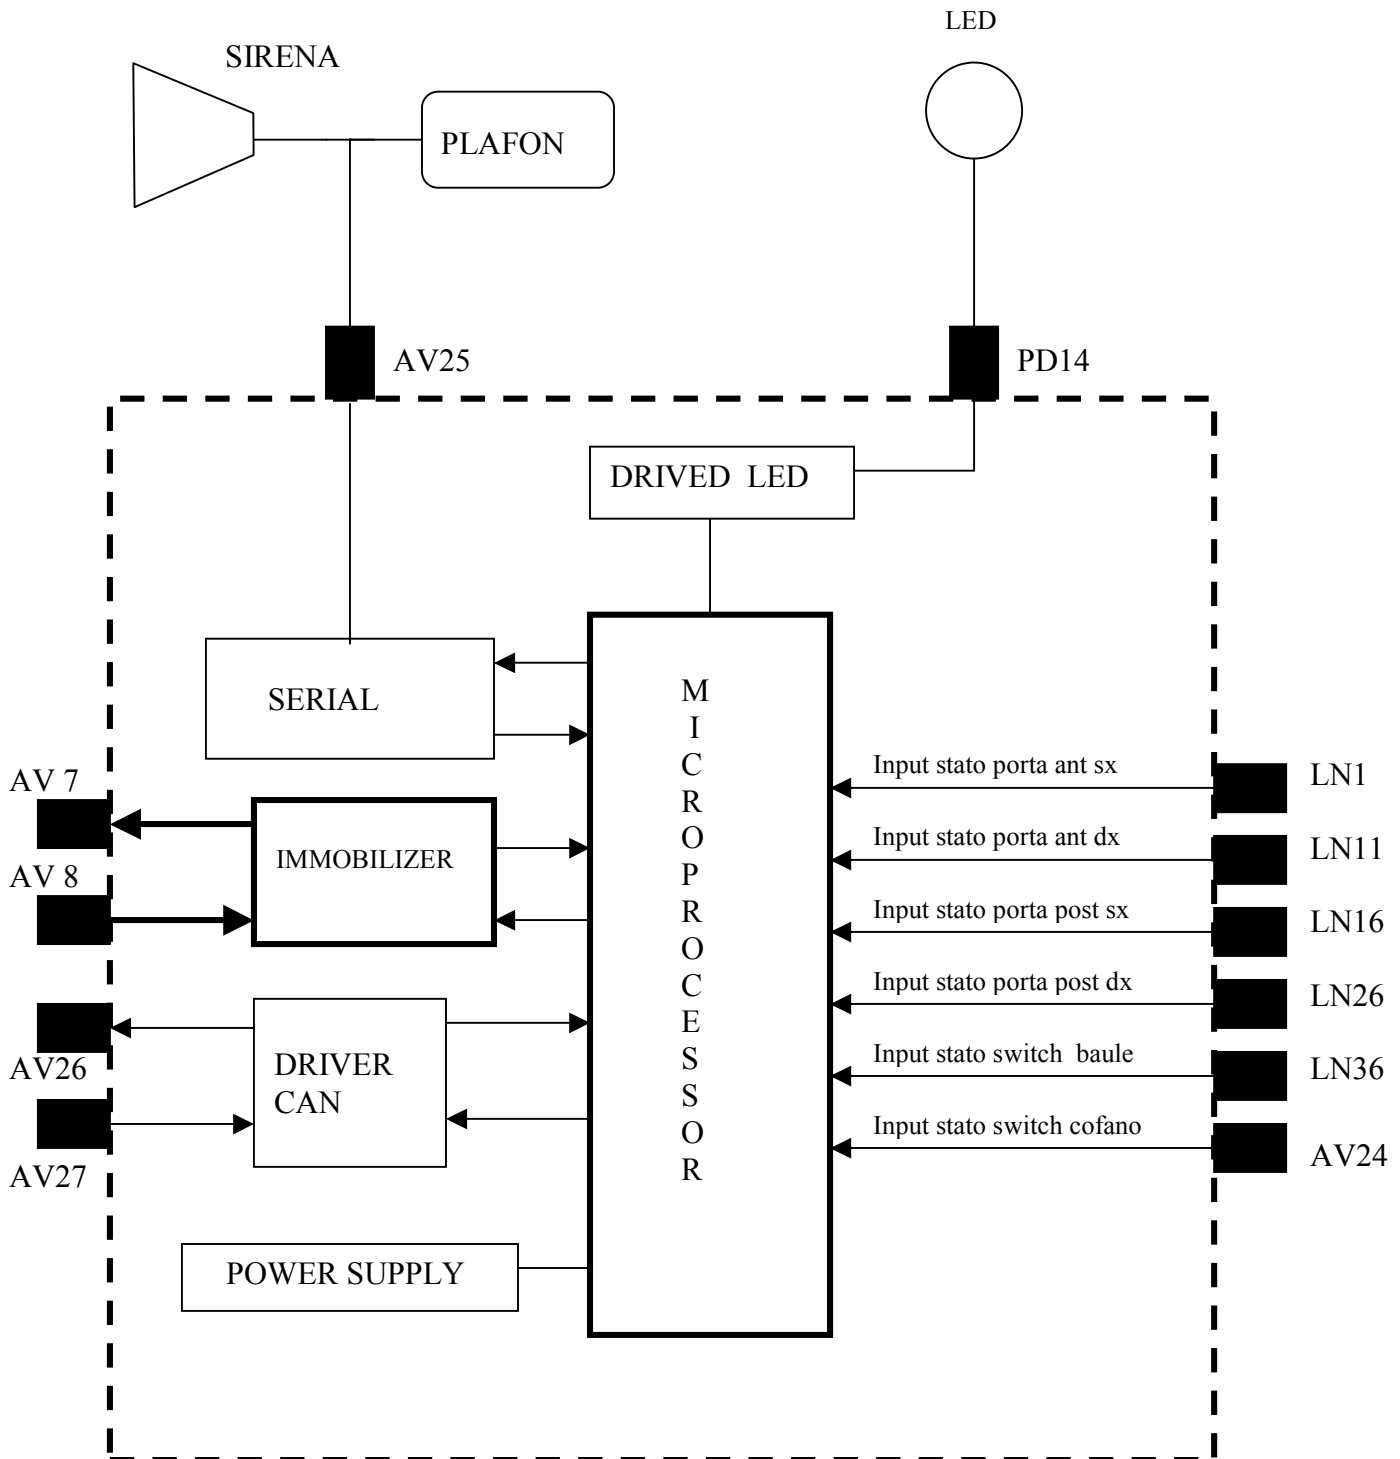 LED
SIRENA
PLAFON
AV25
PD14
DRIVED LED
SERIAL
MICROPROCESSOR
AV 7
IMMOBILIZER
AV 8
DRIVER
CAN
AV26
AV27
POWER SUPPLY
Input stato porta ant sx
LN1
Input stato porta ant dx
LN11
Input stato porta post sx
LN16
Input stato porta post dx
LN26
Input stato switch baule
LN36
Input stato switch cofano
AV24